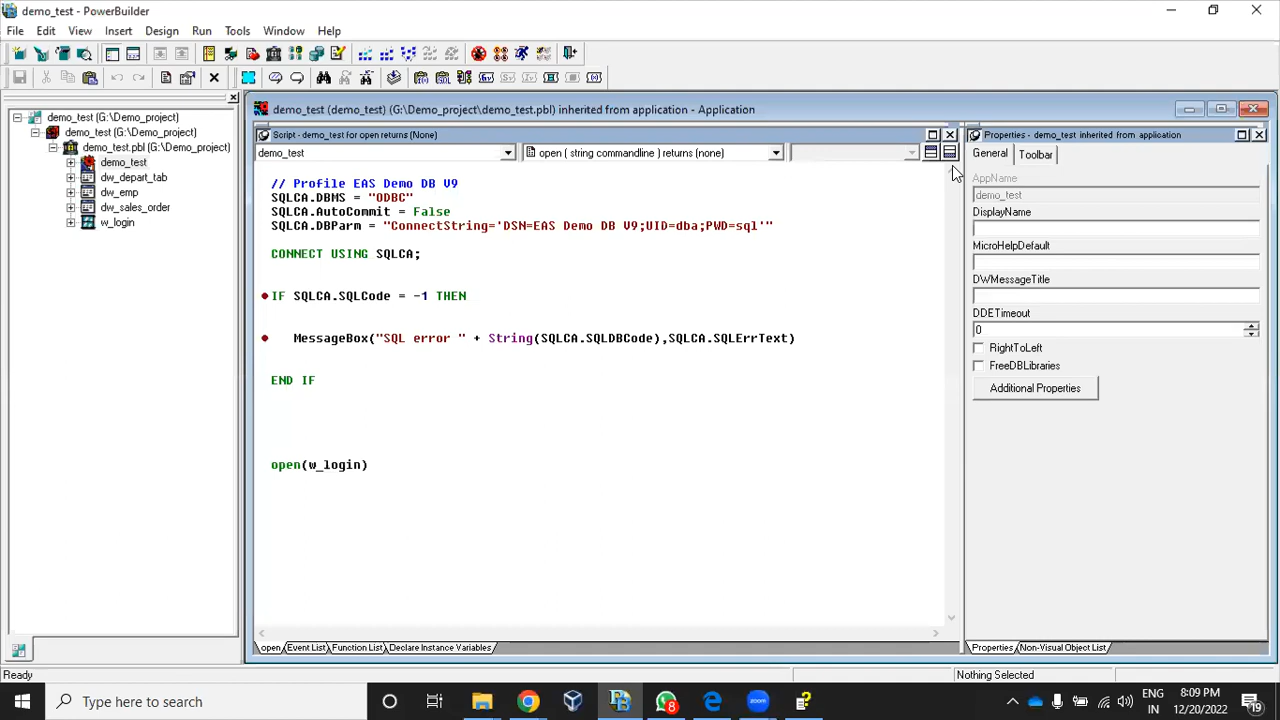 demo_test - PowerBuilder
File Edit View Insert Design Run Tools Window Help
demo_test (G:\Demo_project)
demo_test (G:\Demo_project)
demo_test.pbl (G:\Demo_project)
demo_test
dw_depart_tab
dw_emp
dw_sales_order
w_login
demo_test (demo_test) (G:\Demo_project\demo_test.pbl) inherited from application - Application
Script - demo_test for open returns (None)
demo_test
open ( string commandline ) returns (none)
// Profile EAS Demo DB V9
SQLCA.DBMS = "ODBC"
SQLCA.AutoCommit = False
SQLCA.DBParm = "ConnectString='DSN=EAS Demo DB V9;UID=dba;PWD=sql'"
CONNECT USING SQLCA;
IF SQLCA.SQLCode = -1 THEN
MessageBox("SQL error " + String(SQLCA.SQLDBCode),SQLCA.SQLErrText)
END IF
open(w_login)
open Event List Function List Declare Instance Variables
Properties - demo_test inherited from application
General Toolbar
AppName
demo_test
DisplayName
MicroHelpDefault
DWMessageTitle
DDETimeout
0
RightToLeft
FreeDBLibraries
Additional Properties
Properties Non-Visual Object List
Ready
Nothing Selected
Type here to search
8
zoom
ENG
IN
8:09 PM
12/20/2022
19